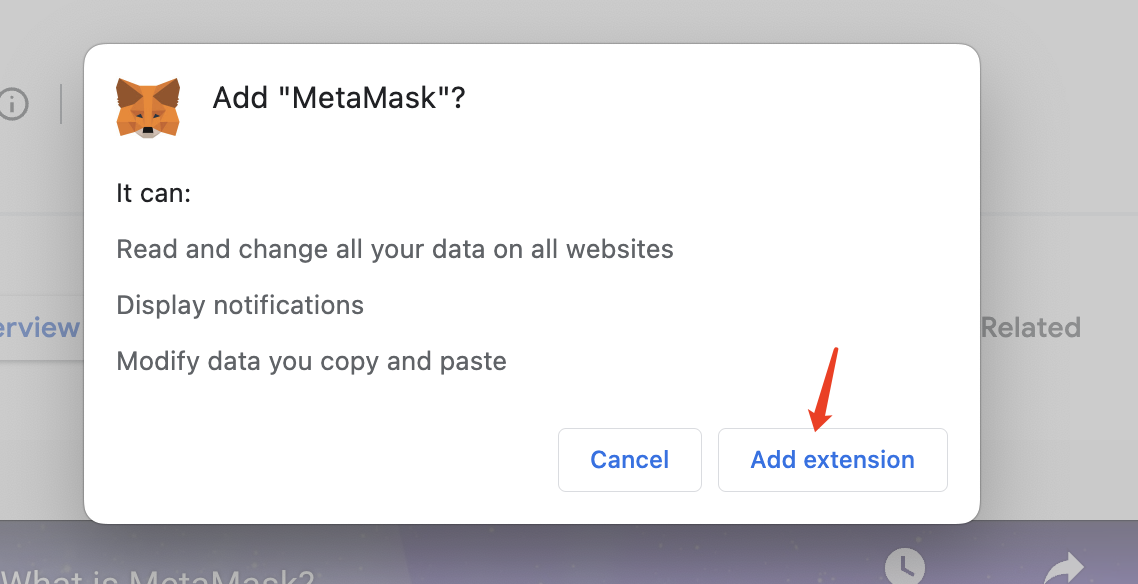 Add "MetaMask"?
It can:
Read and change all your data on all websites
Display notifications
erview
Related
Modify data you copy and paste
Cancel
Add extension
What is MetaMask?